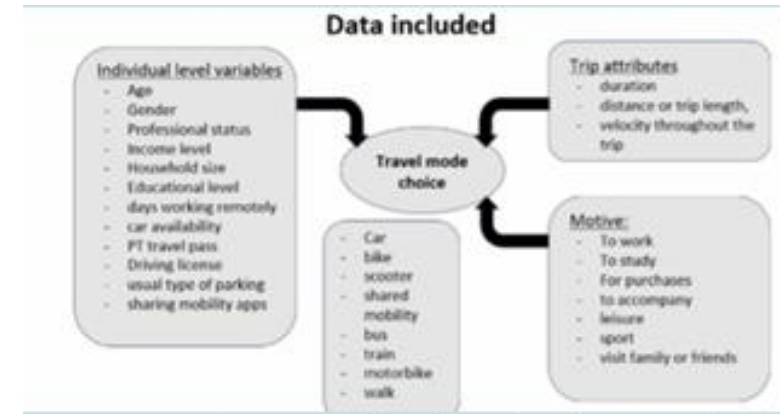 Data included
Individual level variables
- Age
- Gender
- Professional status
- Income level
- Household size
- Educational level
- days working remotely
- car availability
- PT travel pass
- Driving license
- usual type of parking
- sharing mobility apps
Travel mode
choice
- Car
- bike
- scooter
- shared
mobility
- bus
- train
- motorbike
- walk
Trip attributes
- duration
- distance or trip length,
- velocity throughout the
trip
Motive:
- To work
- To study
- For purchases
- to accompany
- leisure
- sport
- visit family or friends